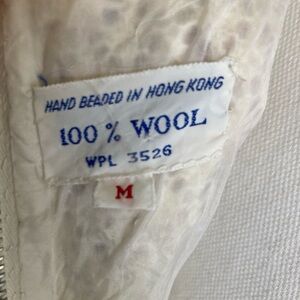 HAND BEADED IN HONG KONG
100 % WOOL
WPL 3526
M